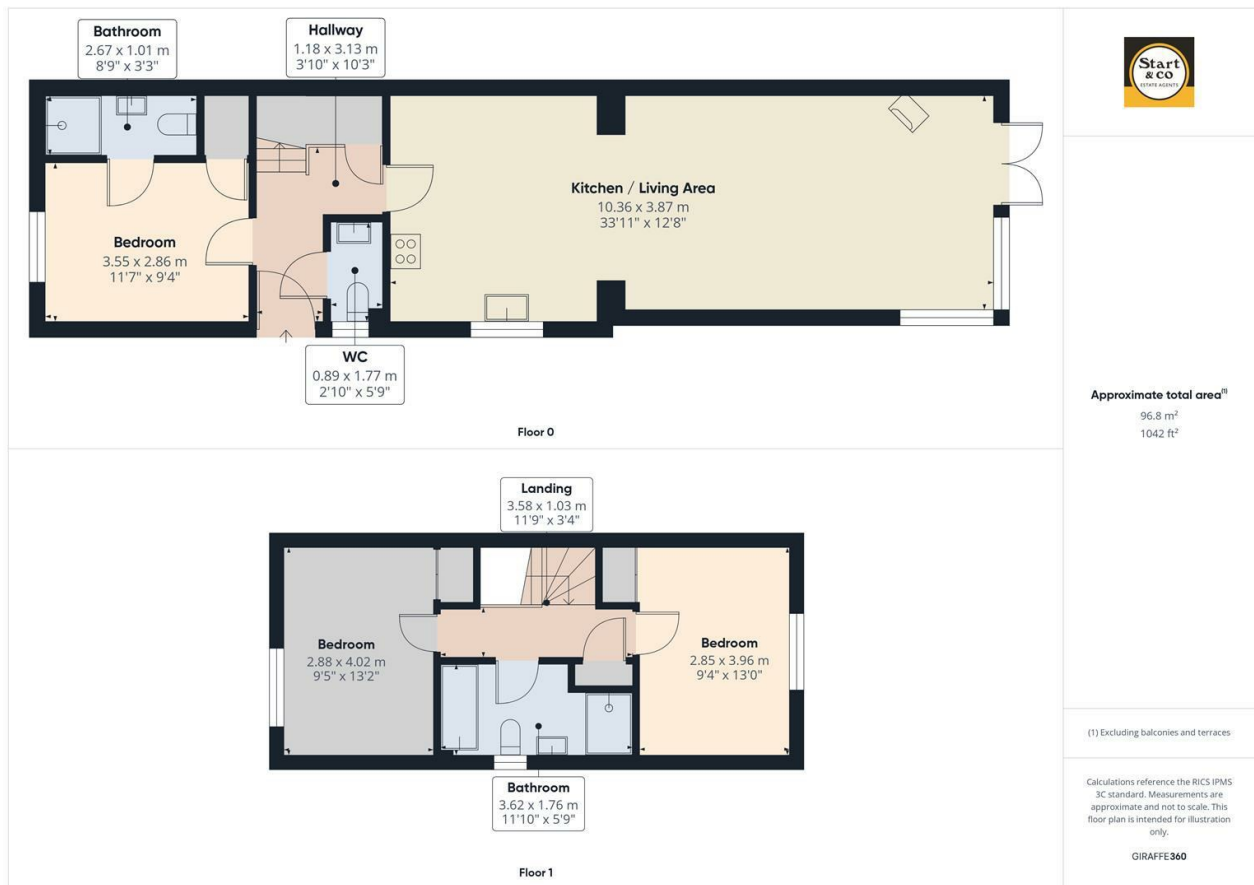 Bathroom
2.67 x 1.01 m
8'9" x 3'3"
Hallway
1.18 x 3.13 m
3'10" x 10'3"
Kitchen / Living Area
10.36 x 3.87 m
33'11" x 12'8"
Bedroom
3.55 x 2.86 m
11'7" x 9'4"
WC
0.89 x 1.77 m
2'10" x 5'9"
Floor 0
Landing
3.58 x 1.03 m
11'9" x 3'4"
Bedroom
2.88 x 4.02 m
9'5" x 13'2"
Bedroom
2.85 x 3.96 m
9'4" x 13'0"
Bathroom
3.62 x 1.76 m
11'10" x 5'9"
Floor 1
Start
& CO
ESTATE AGENTS
Approximate total area(1)
96.8 m²
1042 ft²
(1) Excluding balconies and terraces
Calculations reference the RICS IPMS
3C standard. Measurements are
approximate and not to scale. This
floor plan is intended for illustration
only.
GIRAFFE360